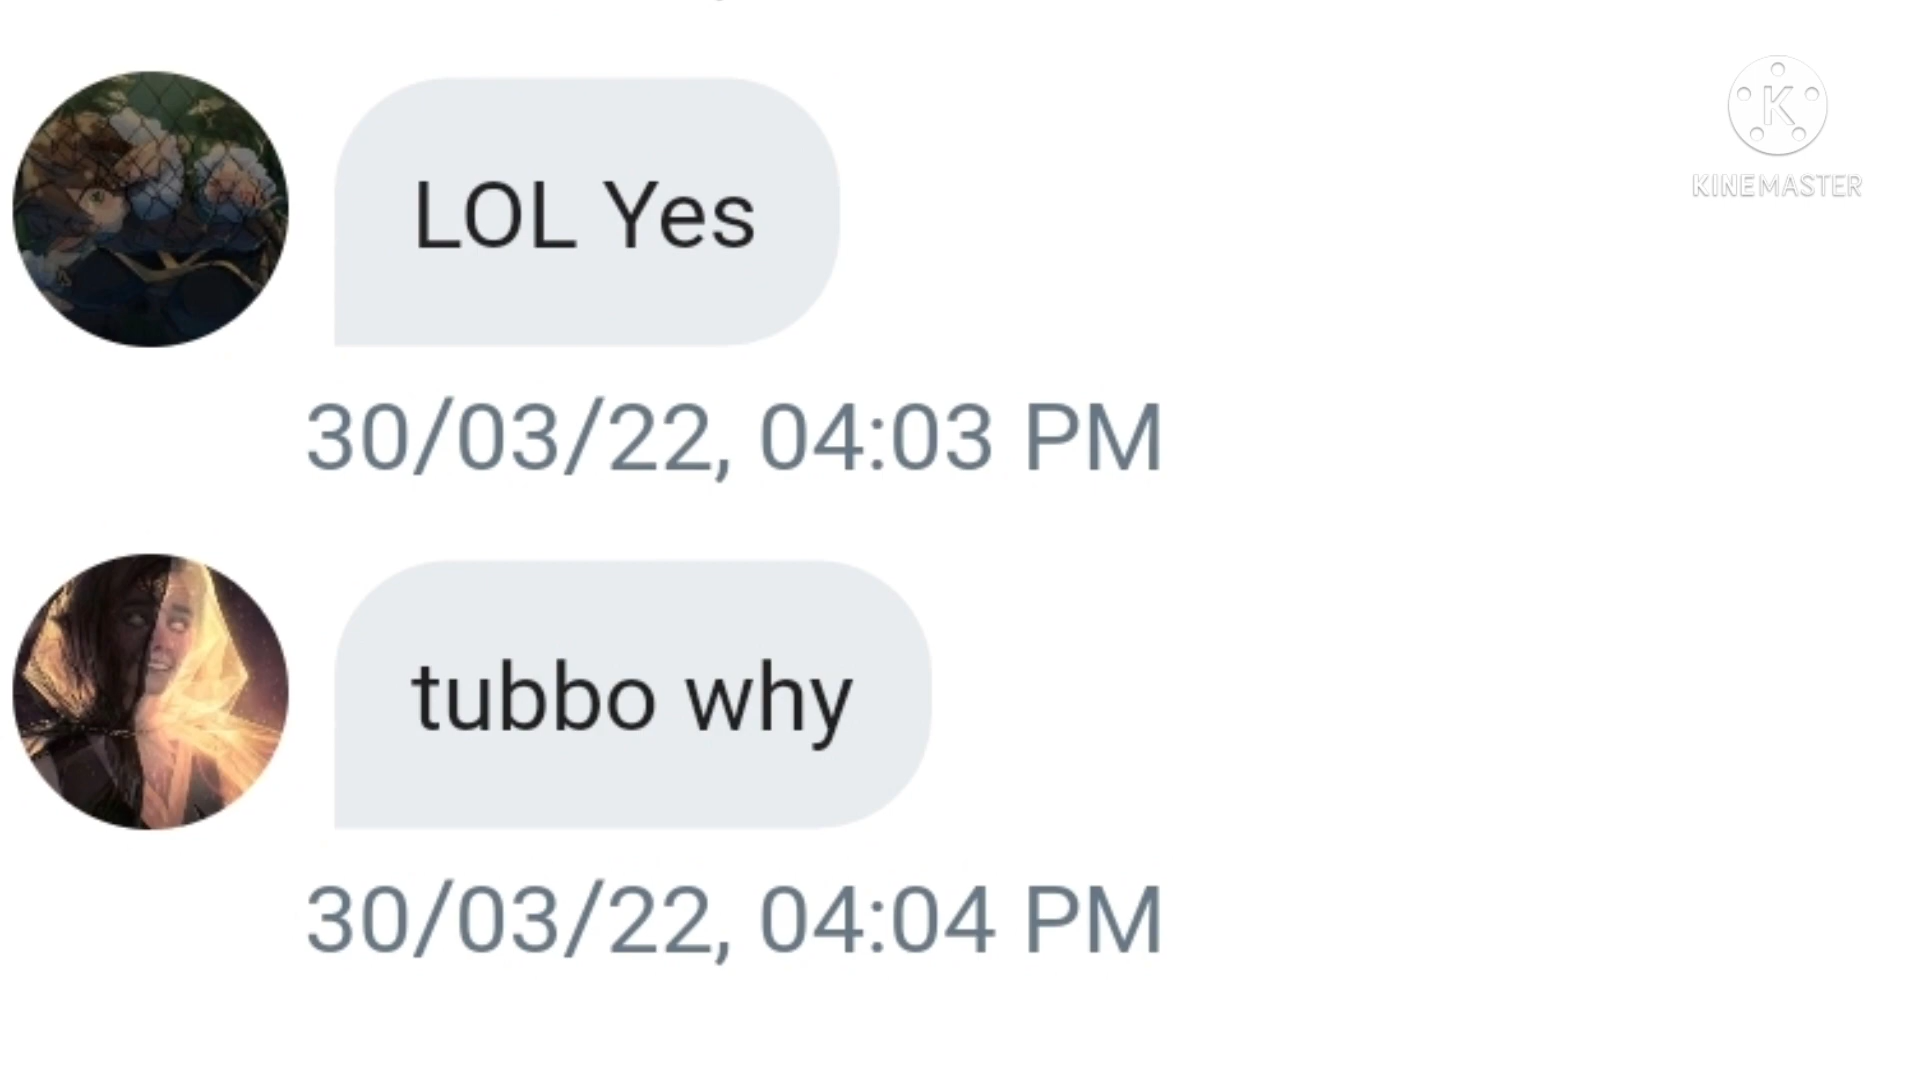 LOL Yes
30/03/22, 04:03 PM
tubbo why
30/03/22, 04:04 PM
K
KINEMASTER